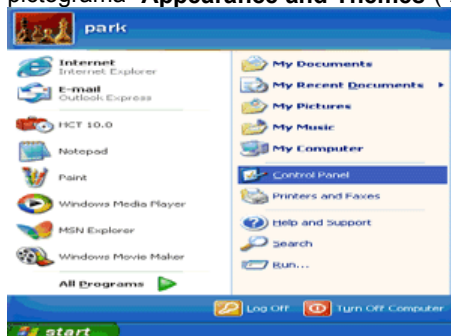 pictograma "Appearance and Themes" (
park
Internet
Internet Explorer
E-mail
Outlook Express
HCT 10.0
Notepad
Paint
Windows Media Player
MSN Explorer
Windows Movie Maker
All Programs
My Documents
My Recent Documents
My Pictures
My Music
My Computer
Control Panel
Printers and Faxes
Help and Support
Search
Run...
Log Off
Turn Off Computer
start